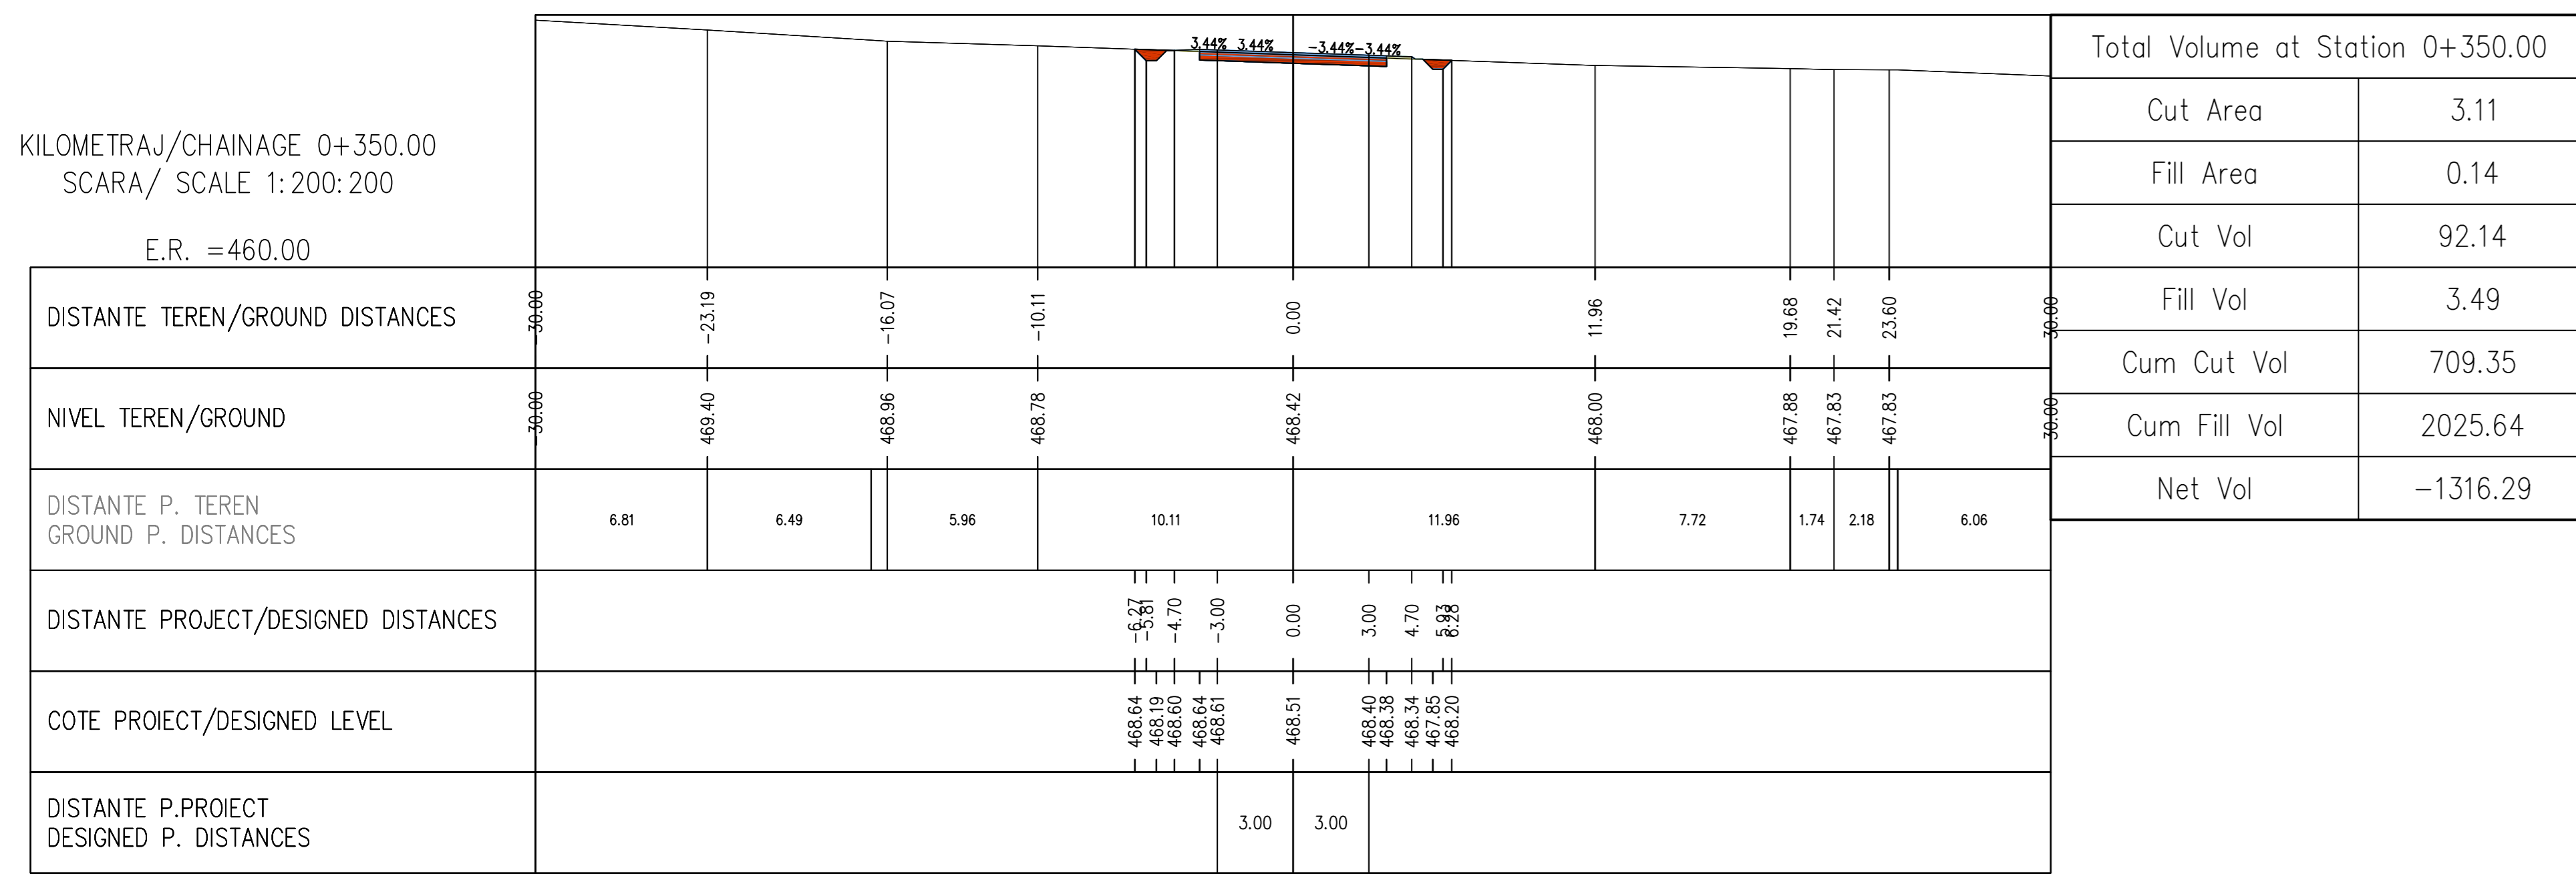 3.44% 3.44% -3.44% -3.44%
KILOMETRAJ/CHAINAGE 0+350.00
SCARA/ SCALE 1:200:200
E.R. =460.00
DISTANTE TEREN/GROUND DISTANCES
-30.00
-23.19
-16.07
-10.11
0.00
11.96
19.68
21.42
23.60
30.00
NIVEL TEREN/GROUND
-30.00
469.40
468.96
468.78
468.42
468.00
467.88
467.83
467.83
30.00
DISTANTE P. TEREN
GROUND P. DISTANCES
6.81 6.49 5.96 10.11 11.96 7.72 1.74 2.18 6.06
DISTANTE PROJECT/DESIGNED DISTANCES
-6.27
-5.81
-4.70
-3.00
0.00
3.00
4.70
5.93
6.28
COTE PROIECT/DESIGNED LEVEL
468.64
468.19
468.60
468.64
468.61
468.51
468.40
468.38
468.34
467.85
468.20
DISTANTE P.PROIECT
DESIGNED P. DISTANCES
3.00 3.00
Total Volume at Station 0+350.00
Cut Area 3.11
Fill Area 0.14
Cut Vol 92.14
Fill Vol 3.49
Cum Cut Vol 709.35
Cum Fill Vol 2025.64
Net Vol -1316.29